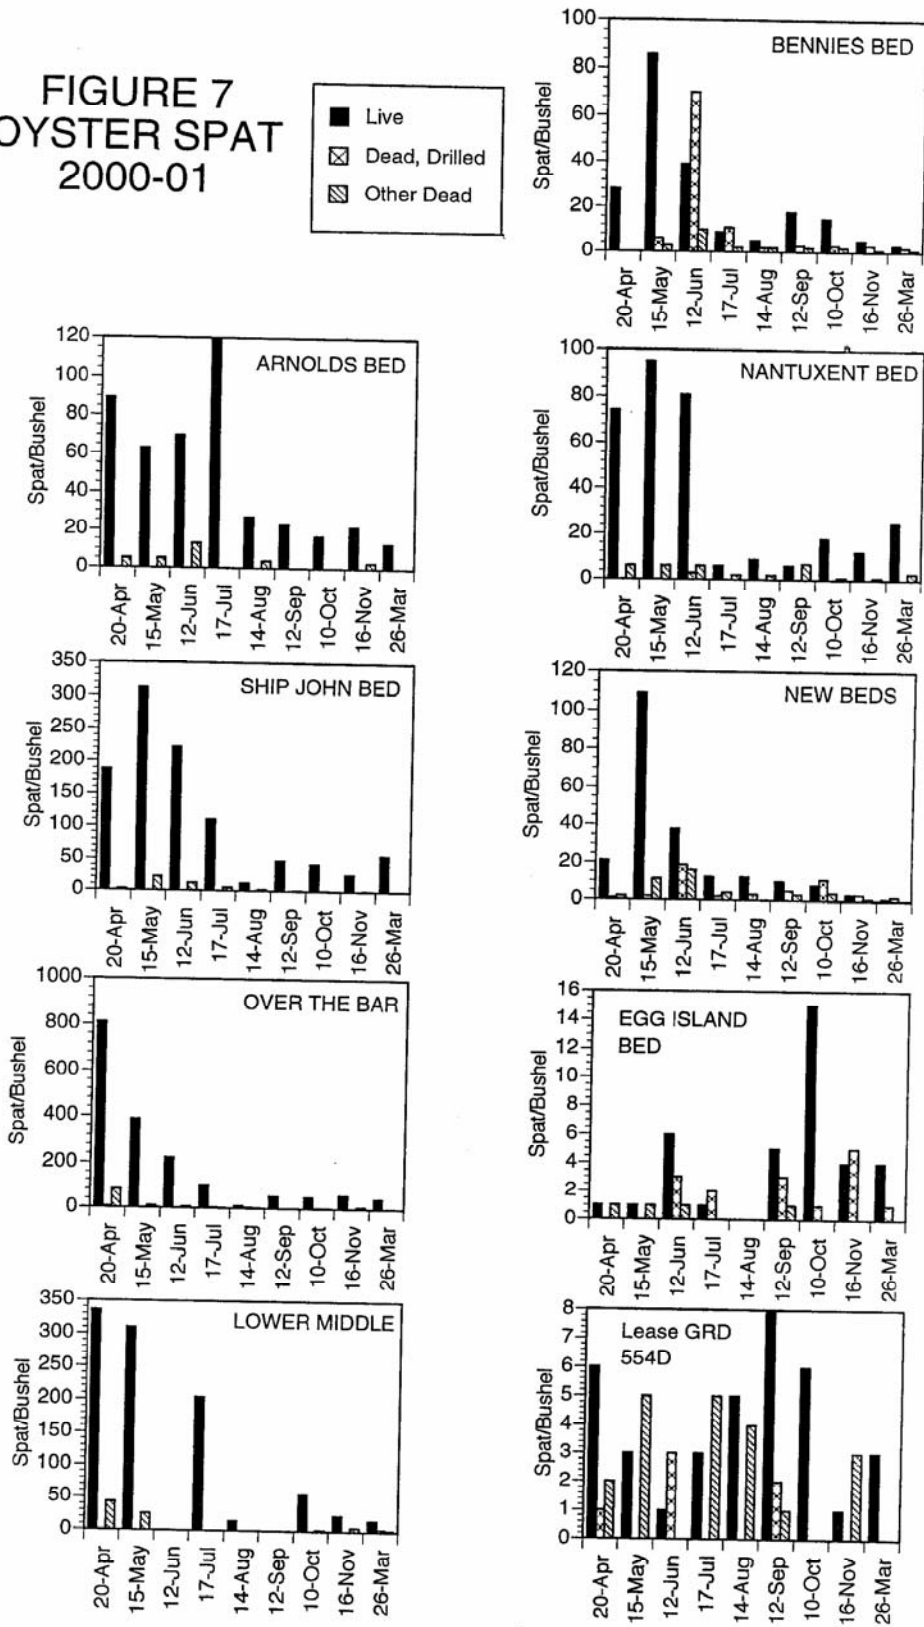 FIGURE 7
OYSTER SPAT
2000-01
Live
Dead, Drilled
Other Dead
BENNIES BED
Spat/Bushel
100
80
60
40
20
0
20-Apr
15-May
12-Jun
17-Jul
14-Aug
12-Sep
10-Oct
16-Nov
26-Mar
ARNOLDS BED
Spat/Bushel
120
100
80
60
40
20
0
20-Apr
15-May
12-Jun
17-Jul
14-Aug
12-Sep
10-Oct
16-Nov
26-Mar
NANTUXENT BED
Spat/Bushel
100
80
60
40
20
0
20-Apr
15-May
12-Jun
17-Jul
14-Aug
12-Sep
10-Oct
16-Nov
26-Mar
SHIP JOHN BED
Spat/Bushel
350
300
250
200
150
100
50
0
20-Apr
15-May
12-Jun
17-Jul
14-Aug
12-Sep
10-Oct
16-Nov
26-Mar
NEW BEDS
Spat/Bushel
120
100
80
60
40
20
0
20-Apr
15-May
12-Jun
17-Jul
14-Aug
12-Sep
10-Oct
16-Nov
26-Mar
OVER THE BAR
Spat/Bushel
1000
800
600
400
200
0
20-Apr
15-May
12-Jun
17-Jul
14-Aug
12-Sep
10-Oct
16-Nov
26-Mar
EGG ISLAND
BED
Spat/Bushel
16
14
12
10
8
6
4
2
0
20-Apr
15-May
12-Jun
17-Jul
14-Aug
12-Sep
10-Oct
16-Nov
26-Mar
LOWER MIDDLE
Spat/Bushel
350
300
250
200
150
100
50
0
20-Apr
15-May
12-Jun
17-Jul
14-Aug
12-Sep
10-Oct
16-Nov
26-Mar
Lease GRD
554D
Spat/Bushel
8
7
6
5
4
3
2
1
0
20-Apr
15-May
12-Jun
17-Jul
14-Aug
12-Sep
10-Oct
16-Nov
26-Mar